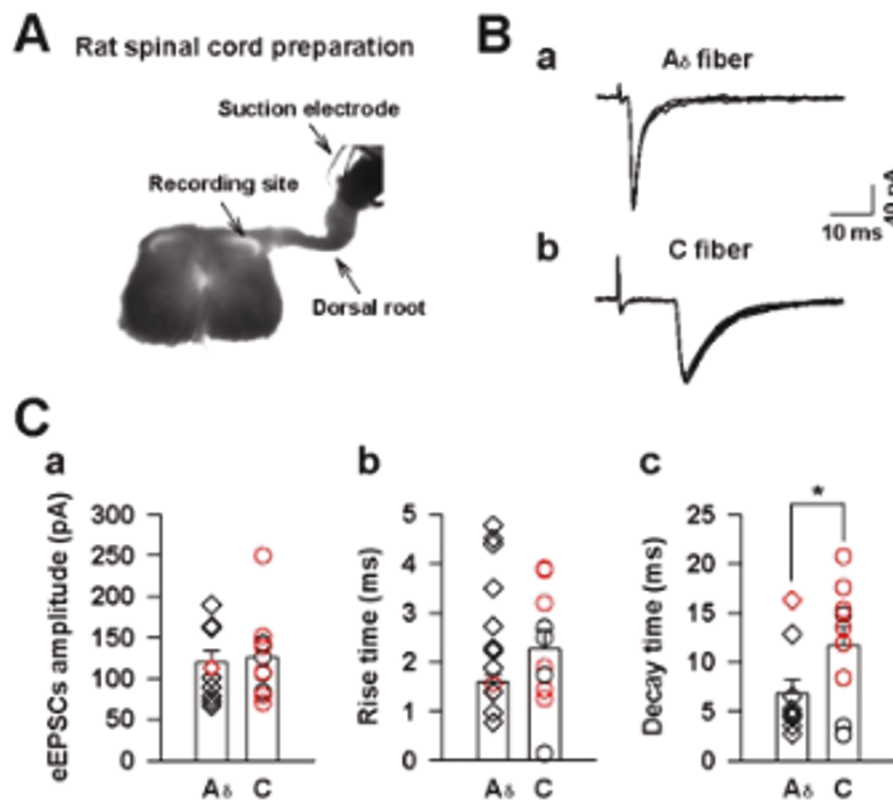 A
Rat spinal cord preparation
Suction electrode
Recording site
Dorsal root
B
a
Aδ fiber
10 ms
b
C fiber
C
a
eEPSCs amplitude (pA)
300
250
200
150
100
50
0
Aδ C
b
Rise time (ms)
5
4
3
2
1
0
Aδ C
c
Decay time (ms)
25
20
15
10
5
0
*
Aδ C